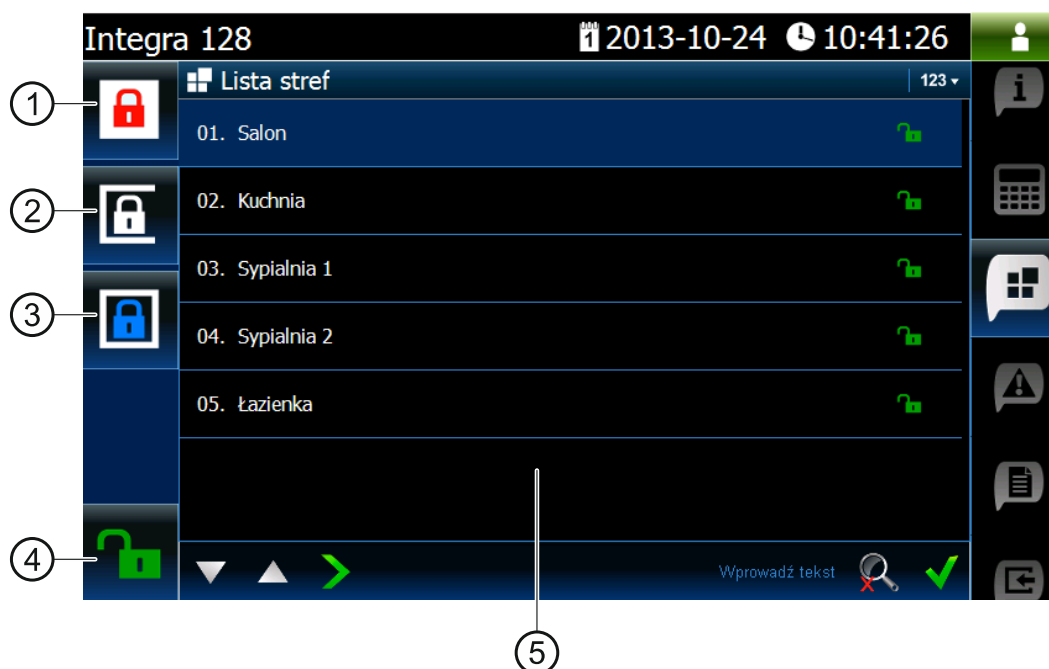 Integra 128
1 2013-10-24 10:41:26
Lista stref
123
01. Salon
02. Kuchnia
03. Sypialnia 1
04. Sypialnia 2
05. Łazienka
Wprowadź tekst
1
2
3
4
5